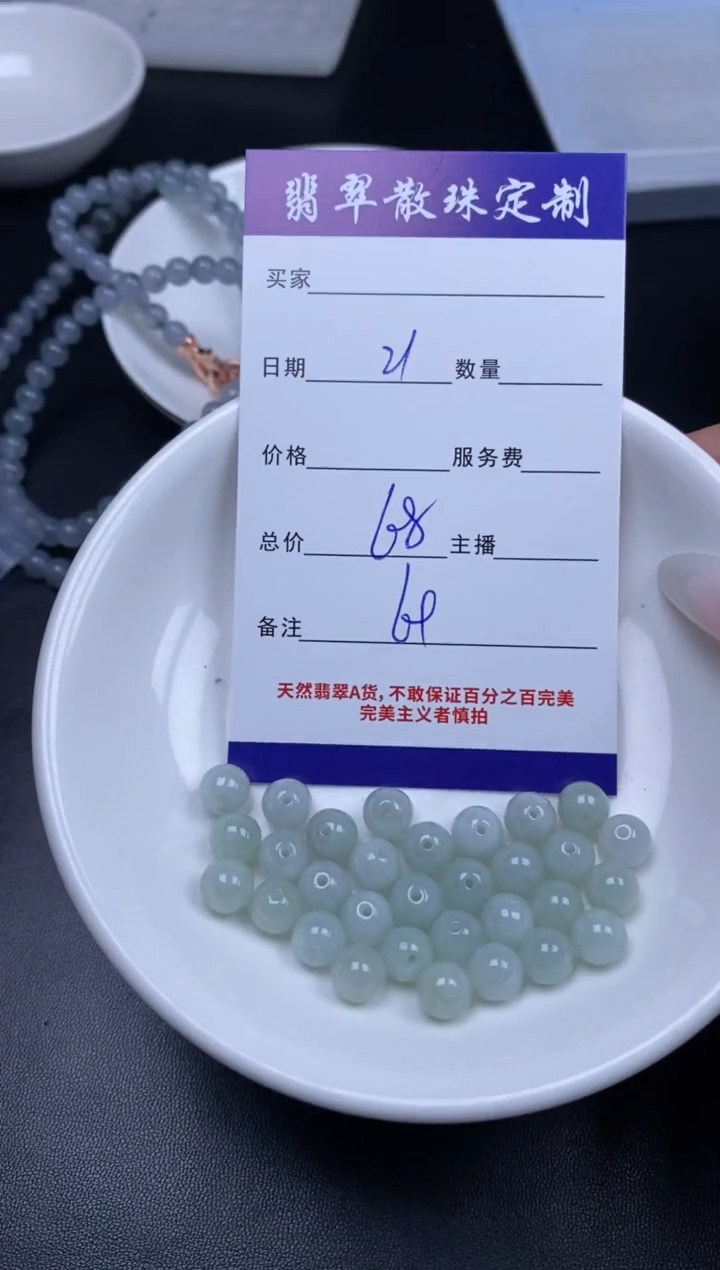 翡翠散珠定制
买家
日期 21 数量
价格 服务费
总价 68 主播
备注
天然翡翠A货,不敢保证百分之百完美
完美主义者慎拍